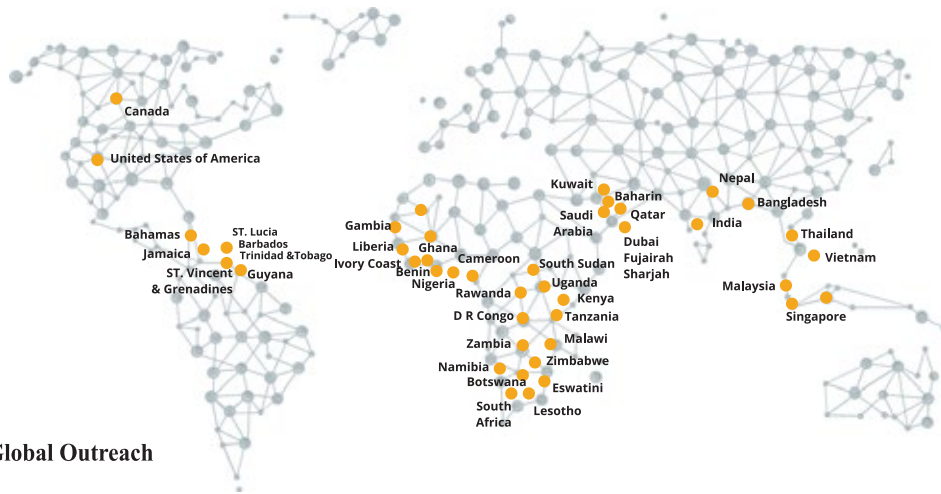 Canada
United States of America
Bahamas
Jamaica
ST. Lucia
Barbados
Trinidad &Tobago
ST. Vincent
& Grenadines
Guyana
Gambia
Liberia
Ghana
Ivory Coast
Benin
Nigeria
Cameroon
South Sudan
Uganda
Rawanda
Kenya
D R Congo
Tanzania
Zambia
Malawi
Zimbabwe
Namibia
Botswana
Eswatini
South
Africa
Lesotho
Kuwait
Baharin
Saudi
Arabia
Qatar
Dubai
Fujairah
Sharjah
Nepal
Bangladesh
India
Thailand
Vietnam
Malaysia
Singapore
Global Outreach